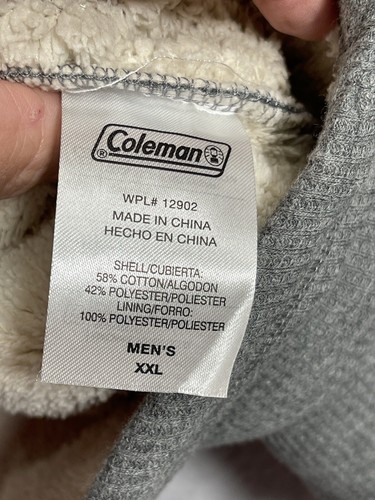 Coleman
®
WPL# 12902
MADE IN CHINA
HECHO EN CHINA
SHELL/CUBIERTA:
58% COTTON/ALGODON
42% POLYESTER/POLIESTER
LINING/FORRO:
100% POLYESTER/POLIESTER
MEN'S
XXL